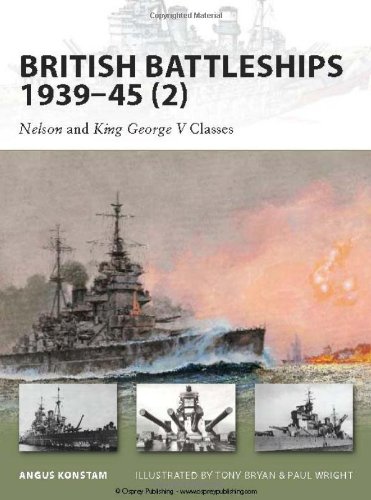 Copyrighted Material
BRITISH BATTLESHIPS
1939–45 (2)
Nelson and King George V Classes
ANGUS KONSTAM
ILLUSTRATED BY TONY BRYAN & PAUL WRIGHT
© Osprey Publishing - www.ospreypublishing.com